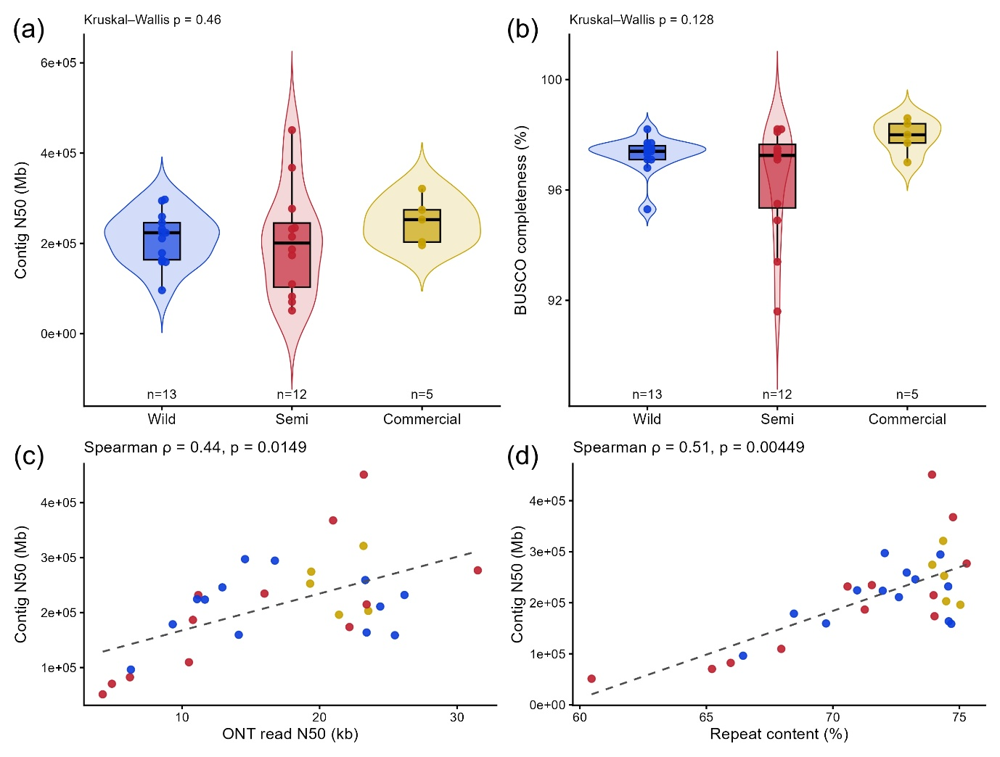 (a)
Kruskal–Wallis p = 0.46
Contig N50 (Mb)
6e+05
4e+05
2e+05
0e+00
n=13
n=12
n=5
Wild
Semi
Commercial
(b)
Kruskal–Wallis p = 0.128
BUSCO completeness (%)
100
96
92
n=13
n=12
n=5
Wild
Semi
Commercial
(c)
Spearman ρ = 0.44, p = 0.0149
Contig N50 (Mb)
4e+05
3e+05
2e+05
1e+05
10
20
30
ONT read N50 (kb)
(d)
Spearman ρ = 0.51, p = 0.00449
Contig N50 (Mb)
4e+05
3e+05
2e+05
1e+05
0e+00
60
65
70
75
Repeat content (%)